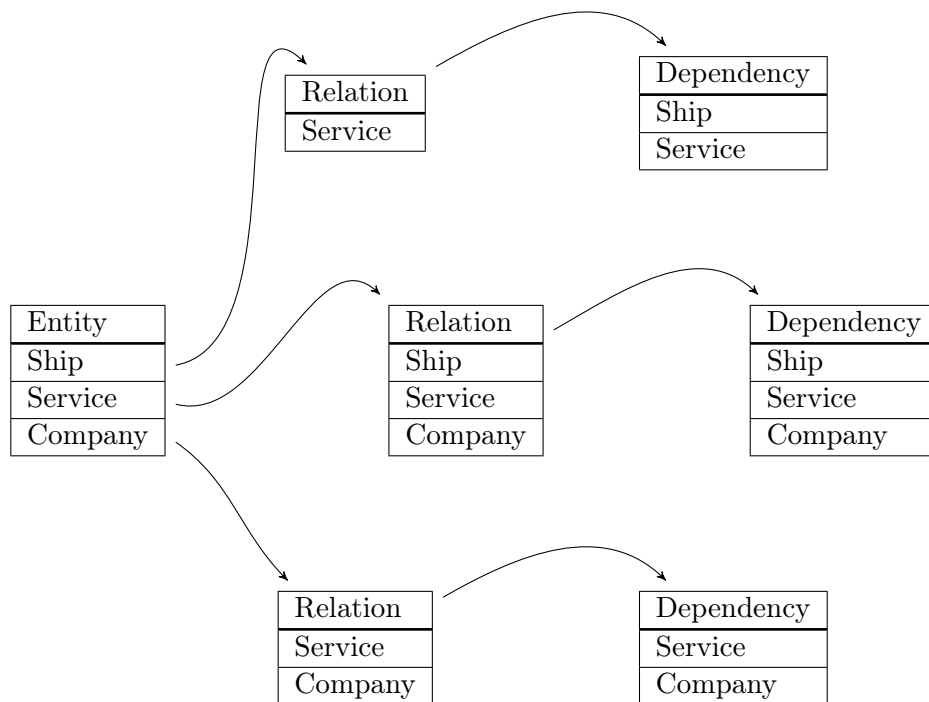 Relation
Service
Dependency
Ship
Service
Entity
Ship
Service
Company
Relation
Ship
Service
Company
Dependency
Ship
Service
Company
Relation
Service
Company
Dependency
Service
Company